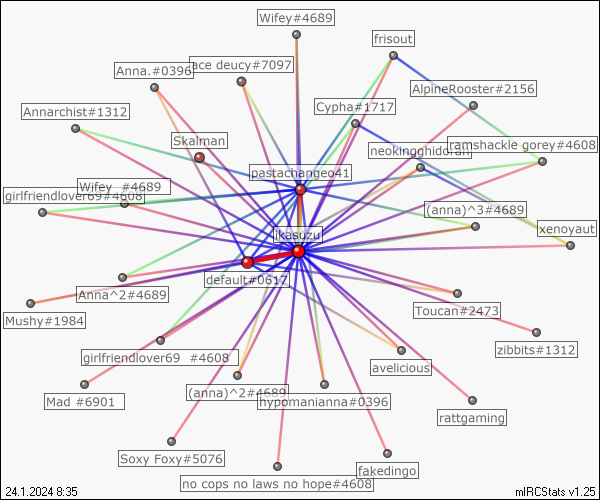 Wifey#4689
frisout
ace deucy#7097
Anna.#0396
AlpineRooster#2156
Annarchist#1312
Cypha#1717
Skalman
ramshackle gorey#4608
neokingghidorah
pastachangeo41
Wifey_ #4689
girlfriendlover69#4608
(anna)^3#4689
xenoyaut
ikasuzu
default#0617
Anna^2#4689
Toucan#2473
Mushy#1984
zibbits#1312
girlfriendlover69 #4608
avelicious
(anna)^2#4689
hypomanianna#0396
Mad #6901
rattgaming
Soxy Foxy#5076
fakedingo
no cops no laws no hope#4608
24.1.2024 8:35
mIRCStats v1.25